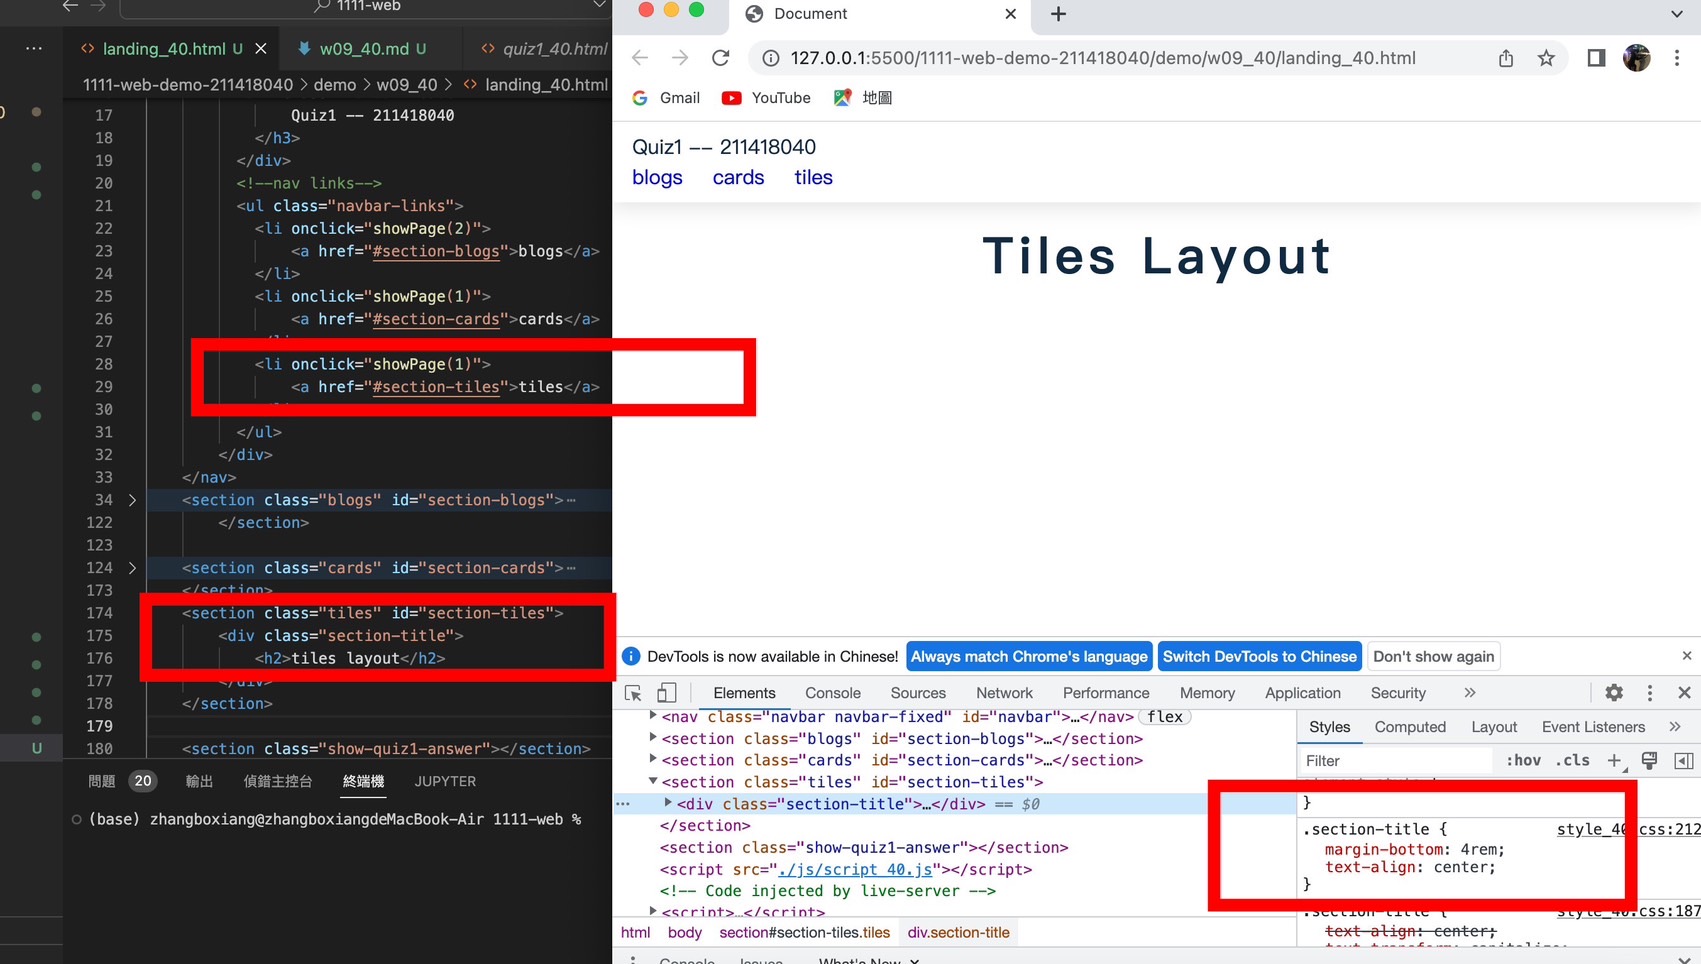 1111-web
landing_40.html U
w09_40.md U
quiz1_40.html
1111-web-demo-211418040 > demo > w09_40 > landing_40.html
17 Quiz1 -- 211418040
18 </h3>
19 </div>
20 <!--nav links-->
21 <ul class="navbar-links">
22 <li onclick="showPage(2)">
23 <a href="#section-blogs">blogs</a>
24 </li>
25 <li onclick="showPage(1)">
26 <a href="#section-cards">cards</a>
27
28 <li onclick="showPage(1)">
29 <a href="#section-tiles">tiles</a>
30
31 </ul>
32 </div>
33 </nav>
34 <section class="blogs" id="section-blogs">…
122 </section>
123
124 <section class="cards" id="section-cards">…
173 </section>
174 <section class="tiles" id="section-tiles">
175 <div class="section-title">
176 <h2>tiles layout</h2>
177 </div>
178 </section>
179
U
180 <section class="show-quiz1-answer"></section>
問題 20 輸出 偵錯主控台 終端機 JUPYTER
(base) zhangboxiang@zhangboxiangdeMacBook-Air 1111-web %
Document
127.0.0.1:5500/1111-web-demo-211418040/demo/w09_40/landing_40.html
Gmail YouTube 地圖
Quiz1 -- 211418040
blogs cards tiles
Tiles Layout
DevTools is now available in Chinese! Always match Chrome's language Switch DevTools to Chinese Don't show again
Elements Console Sources Network Performance Memory Application Security
<nav class="navbar navbar-fixed" id="navbar">…</nav> flex
<section class="blogs" id="section-blogs">…</section>
<section class="cards" id="section-cards">…</section>
<section class="tiles" id="section-tiles">
<div class="section-title">…</div> == $0
</section>
<section class="show-quiz1-answer"></section>
<script src="./js/script_40.js"></script>
<!-- Code injected by live-server -->
<script>…</script>
html body section#section-tiles.tiles div.section-title
Console Issues What's New
Styles Computed Layout Event Listeners
Filter :hov .cls
}
.section-title { style_40.css:212
margin-bottom: 4rem;
text-align: center;
}
.section-title { style_40.css:187
text-align: center;
text-transform: capitalize;